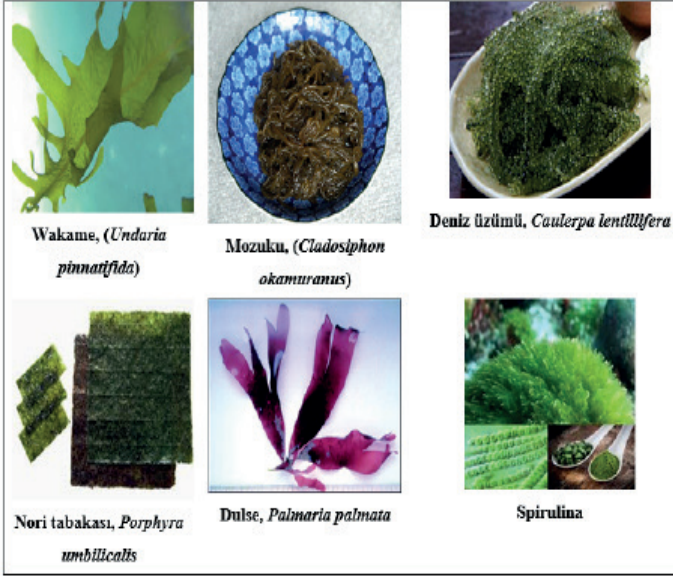 Wakame, (Undaria
pinnatifida)
Mozuku, (Cladosiphon
okamuranus)
Deniz üzümü, Caulerpa lentillifera
Nori tabakası, Porphyra
umbilicalis
Dulse, Palmaria palmata
Spirulina